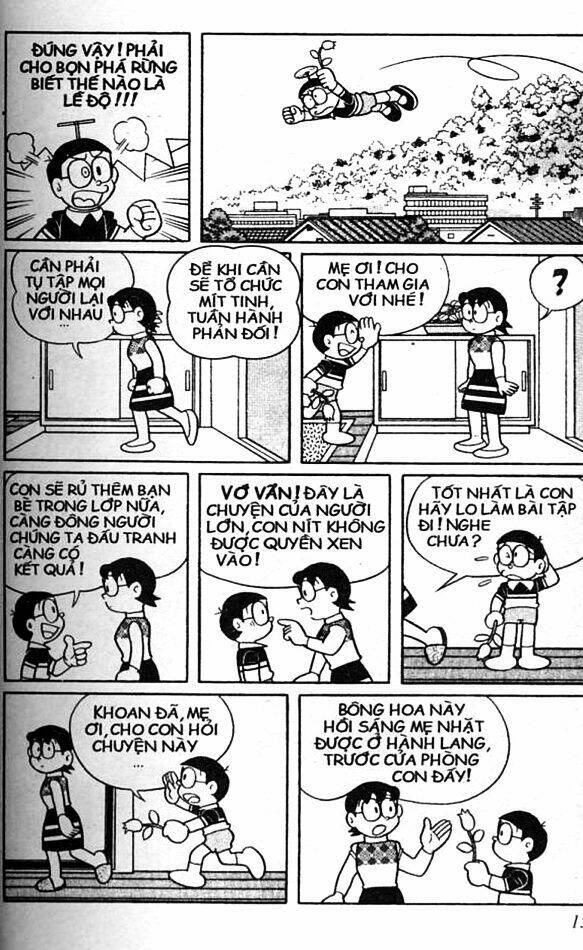 ĐÚNG VẬY! PHẢI
CHO BỌN PHÁ RỪNG
BIẾT THẾ NÀO LÀ
LỄ ĐỘ!!!
CẦN PHẢI
TỤ TẬP MỌI
NGƯỜI LẠI
VỚI NHAU
...
ĐỂ KHI CẦN
SẼ TỔ CHỨC
MÍT TINH,
TUẦN HÀNH
PHẢN ĐỐI!
MẸ ƠI! CHO
CON THAM GIA
VỚI NHÉ!
?
CON SẼ RỦ THÊM BẠN
BÈ TRONG LỚP NỮA,
CÀNG ĐÔNG NGƯỜI
CHÚNG TA ĐẤU TRANH
CÀNG CÓ
KẾT QUẢ!
VỚ VẨN! ĐÂY LÀ
CHUYỆN CỦA NGƯỜI
LỚN, CON NÍT KHÔNG
ĐƯỢC QUYỀN XEN
VÀO!
TỐT NHẤT LÀ CON
HÃY LO LÀM BÀI TẬP
ĐI! NGHE
CHƯA?
KHOAN ĐÃ, MẸ
ƠI, CHO CON HỎI
CHUYỆN NÀY
...
BÔNG HOA NÀY
HỒI SÁNG MẸ NHẶT
ĐƯỢC Ở HÀNH LANG,
TRƯỚC CỬA PHÒNG
CON ĐẤY!